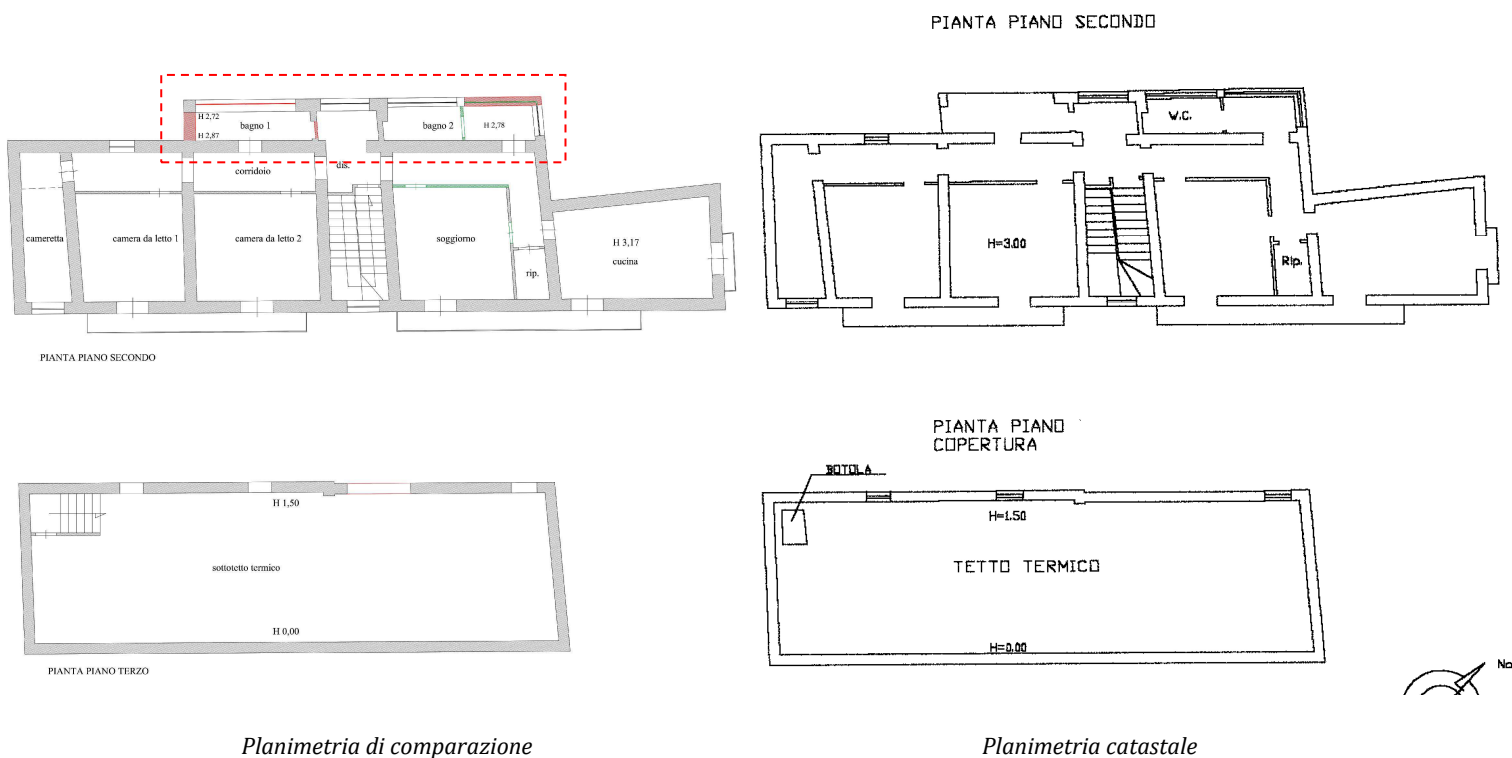 PIANTA PIANO SECONDO
H 2,72
H 2,87
bagno 1
bagno 2
H 2,78
corridoio
dis.
cameretta
camera da letto 1
camera da letto 2
soggiorno
H 3,17
cucina
rip.
PIANTA PIANO SECONDO
W.C.
H=3.00
Rip.
H 1,50
sottotetto termico
H 0,00
PIANTA PIANO TERZO
PIANTA PIANO
COPERTURA
BOTOLA
H=1.50
TETTO TERMICO
H=0.00
No
Planimetria di comparazione
Planimetria catastale